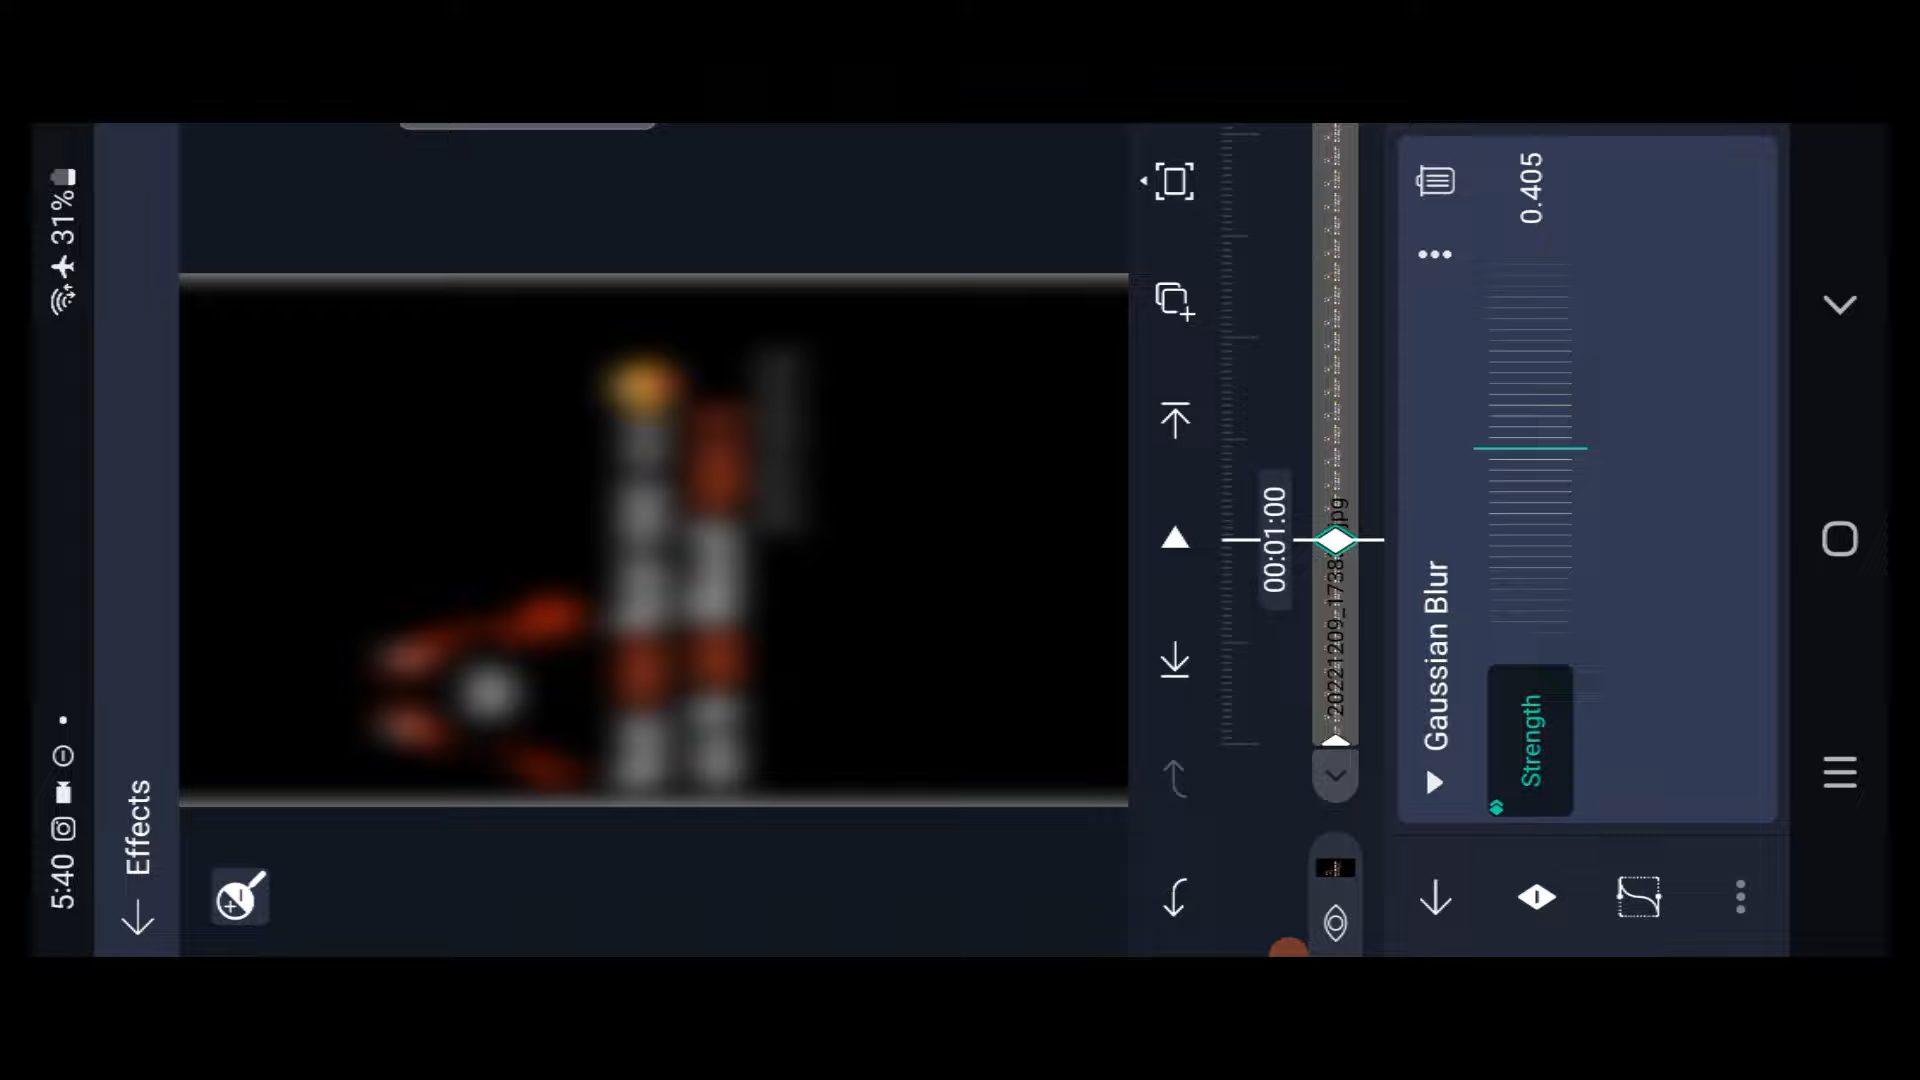 5:40
31%
Effects
00:01:00
20221209_1738
jpg
Gaussian Blur
Strength
0.405